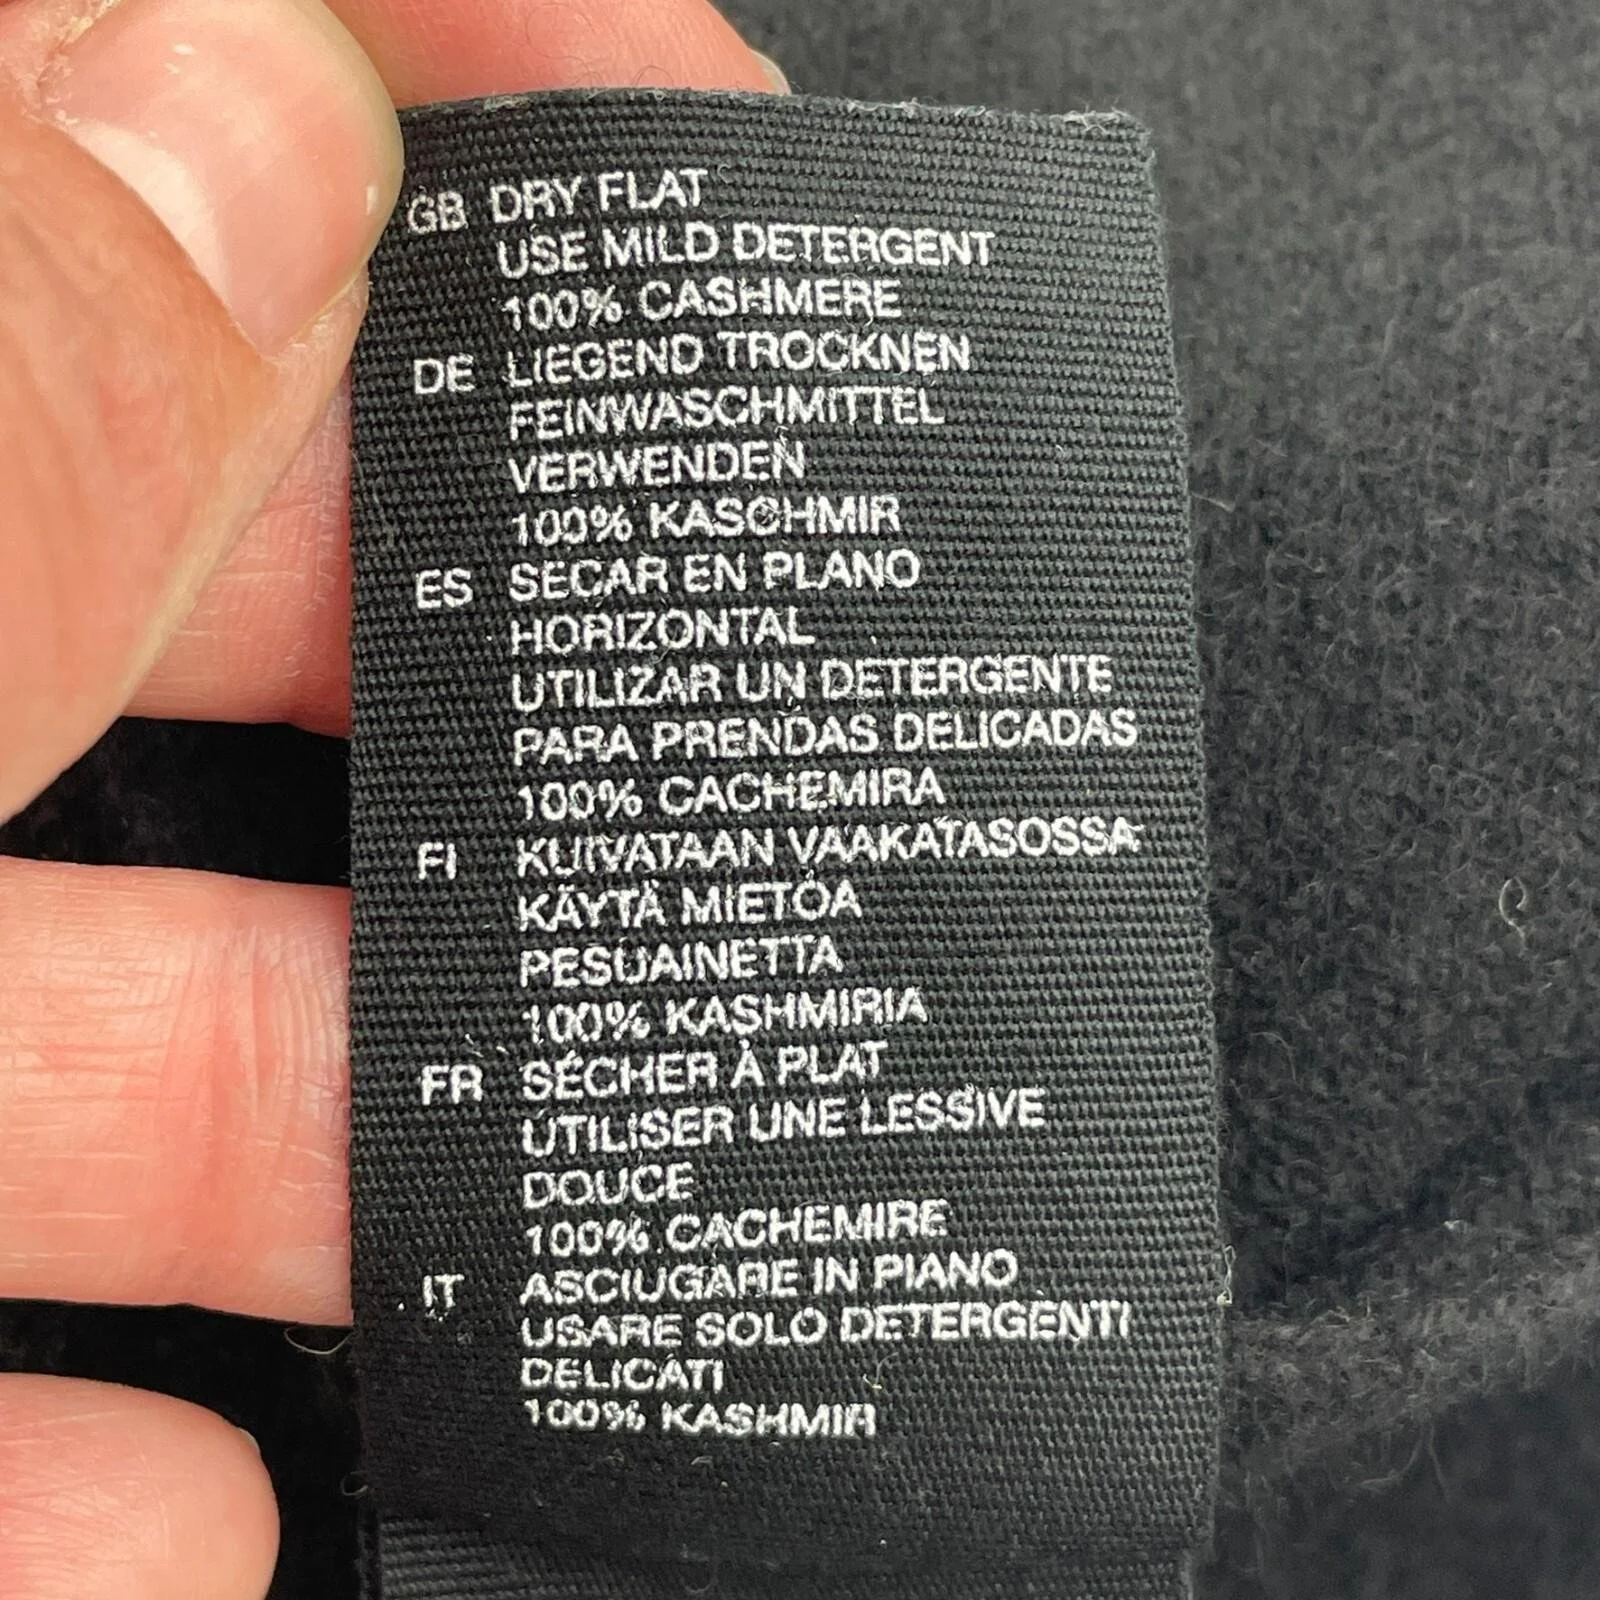 GB DRY FLAT
USE MILD DETERGENT
100% CASHMERE
DE LIEGEND TROCKNEN
FEINWASCHMITTEL
VERWENDEN
100% KASCHMIR
ES SECAR EN PLANO
HORIZONTAL
UTILIZAR UN DETERGENTE
PARA PRENDAS DELICADAS
100% CACHEMIRA
FI KUIVATAAN VAAKATASOSSA
KÄYTÄ MIETOA
PESUAINETTA
100% KASHMIRIA
FR SÉCHER À PLAT
UTILISER UNE LESSIVE
DOUCE
100% CACHEMIRE
IT ASCIUGARE IN PIANO
USARE SOLO DETERGENTI
DELICATI
100% KASHMIR